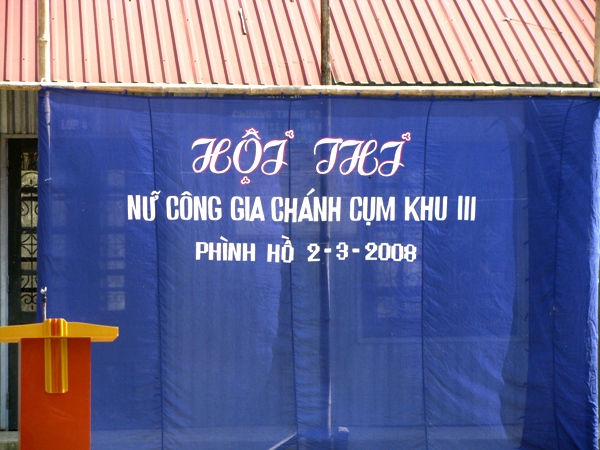 HỘI THI
NỮ CÔNG GIA CHÁNH CỤM KHU III
PHÌNH HỒ 2-3-2008